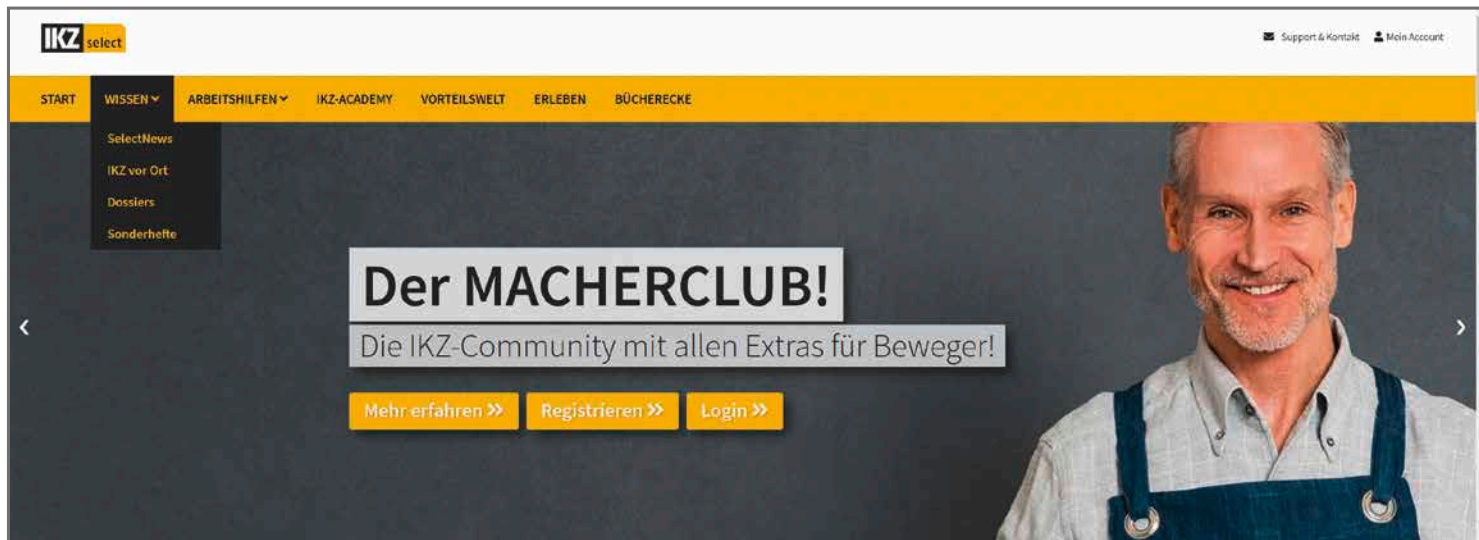 IKZ select
Support & Kontakt Mein Account
START WISSEN ARBEITSHILFEN IKZ-ACADEMY VORTEILSWELT ERLEBEN BÜCHERECKE
SelectNews
IKZ vor Ort
Dossiers
Sonderhefte
Der MACHERCLUB!
Die IKZ-Community mit allen Extras für Beweger!
Mehr erfahren » Registrieren » Login »